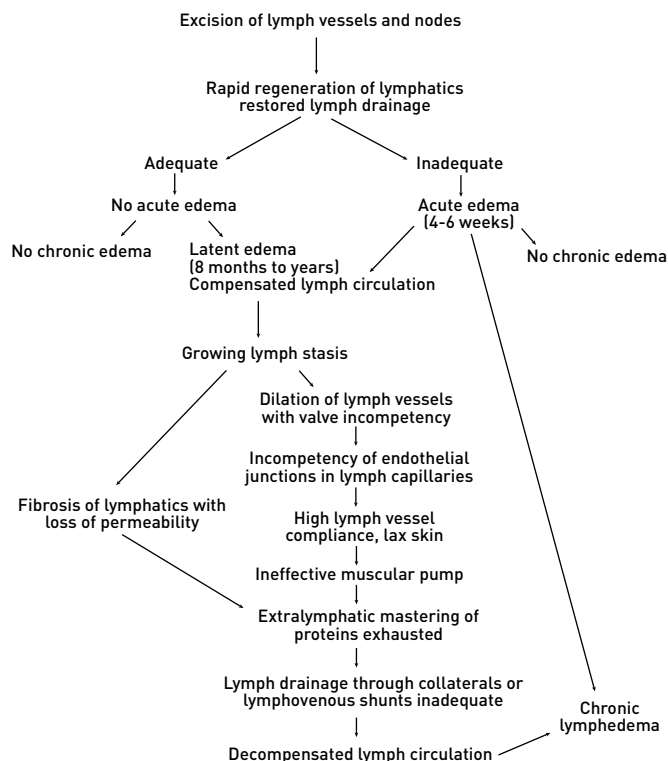 Excision of lymph vessels and nodes
Rapid regeneration of lymphatics
restored lymph drainage
Adequate
Inadequate
No acute edema
Acute edema
(4-6 weeks)
No chronic edema
Latent edema
(8 months to years)
Compensated lymph circulation
No chronic edema
Growing lymph stasis
Dilation of lymph vessels
with valve incompetency
Incompetency of endothelial
junctions in lymph capillaries
Fibrosis of lymphatics with
loss of permeability
High lymph vessel
compliance, lax skin
Ineffective muscular pump
Extralymphatic mastering of
proteins exhausted
Lymph drainage through collaterals or
lymphovenous shunts inadequate
Chronic
lymphedema
Decompensated lymph circulation